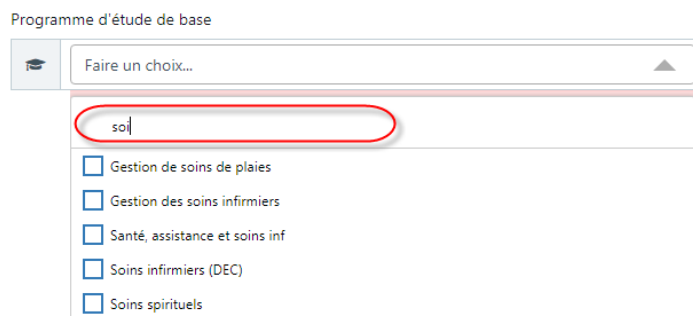 Programme d'étude de base
Faire un choix...
soi
Gestion de soins de plaies
Gestion des soins infirmiers
Santé, assistance et soins inf
Soins infirmiers (DEC)
Soins spirituels